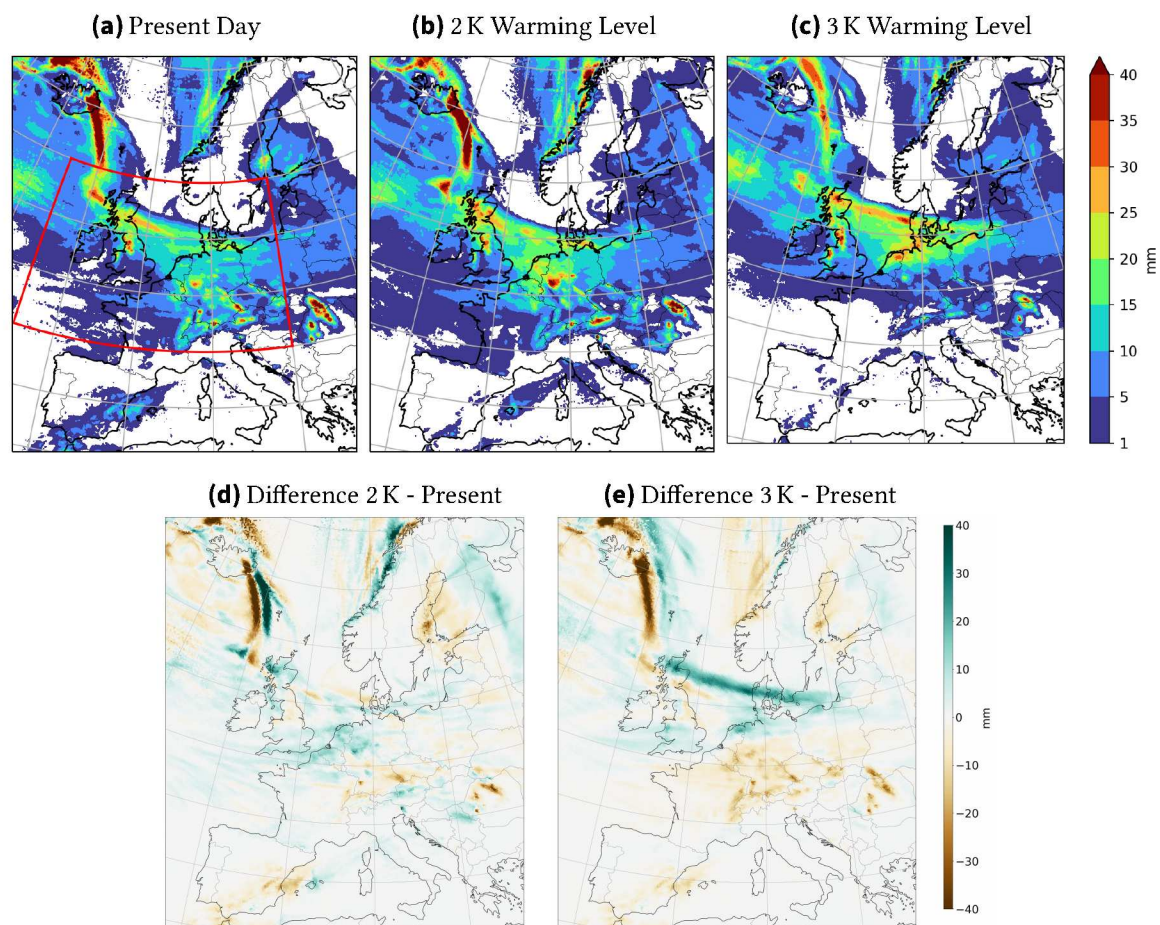 (a) Present Day
(b) 2 K Warming Level
(c) 3 K Warming Level
40
35
30
25
20
15
10
5
1
mm
(d) Difference 2 K - Present
(e) Difference 3 K - Present
40
30
20
10
0
−10
−20
−30
−40
mm